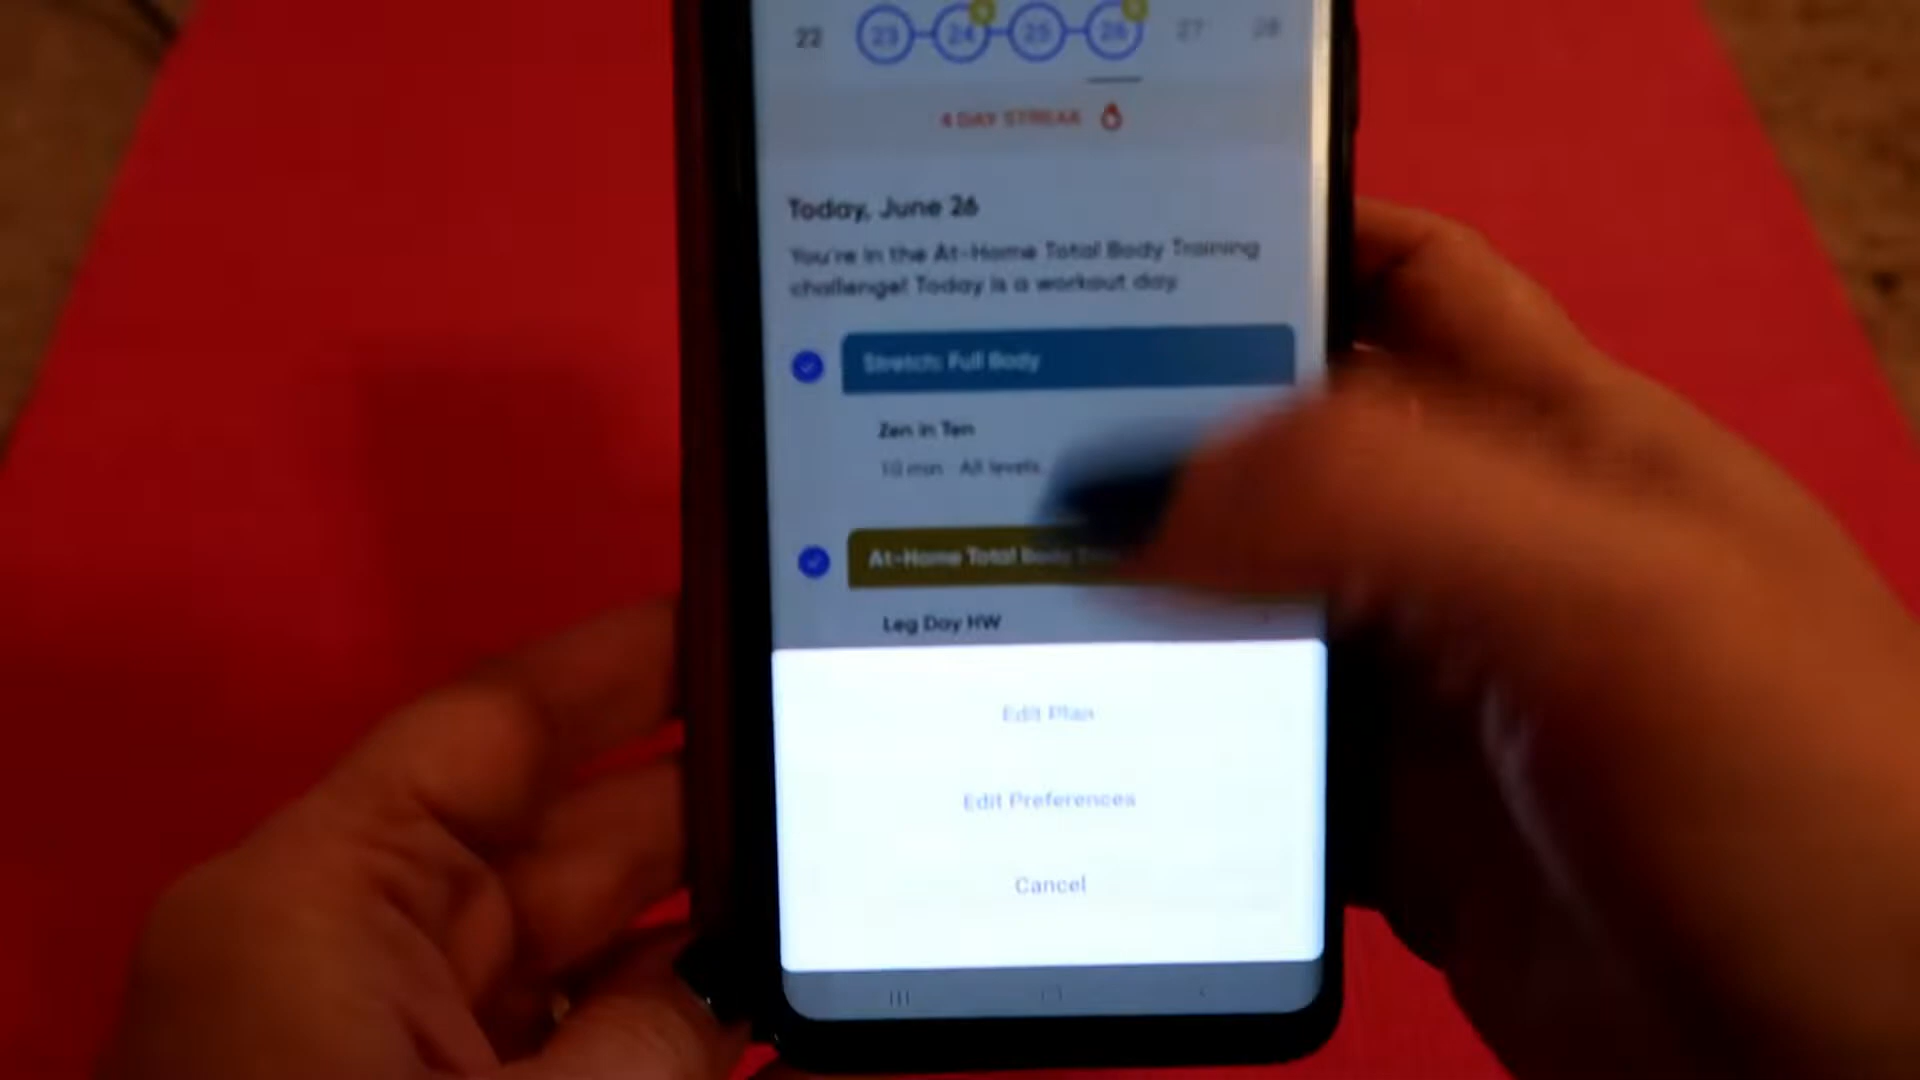 22 23 24 25 26 27 28
4 DAY STREAK
Today, June 26
You're in the At-Home Total Body Training
challenge! Today is a workout day.
Stretch: Full Body
Zen in Ten
10 min · All levels
At-Home Total Body
Leg Day HW
Edit Plan
Edit Preferences
Cancel